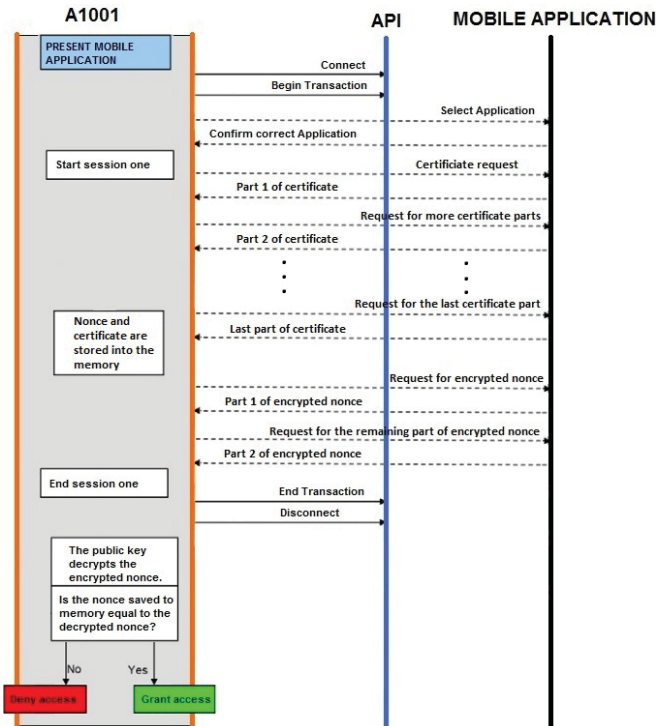 A1001
API
MOBILE APPLICATION
PRESENT MOBILE
APPLICATION
Connect
Begin Transaction
Select Application
Confirm correct Application
Start session one
Certificiate request
Part 1 of certificate
Request for more certificate parts
Part 2 of certificate
Request for the last certificate part
Nonce and
certificate are
stored into the
memory
Last part of certificate
Request for encrypted nonce
Part 1 of encrypted nonce
Request for the remaining part of encrypted nonce
Part 2 of encrypted nonce
End session one
End Transaction
Disconnect
The public key
decrypts the
encrypted nonce.
Is the nonce saved to
memory equal to the
decrypted nonce?
No
Yes
Deny access
Grant access